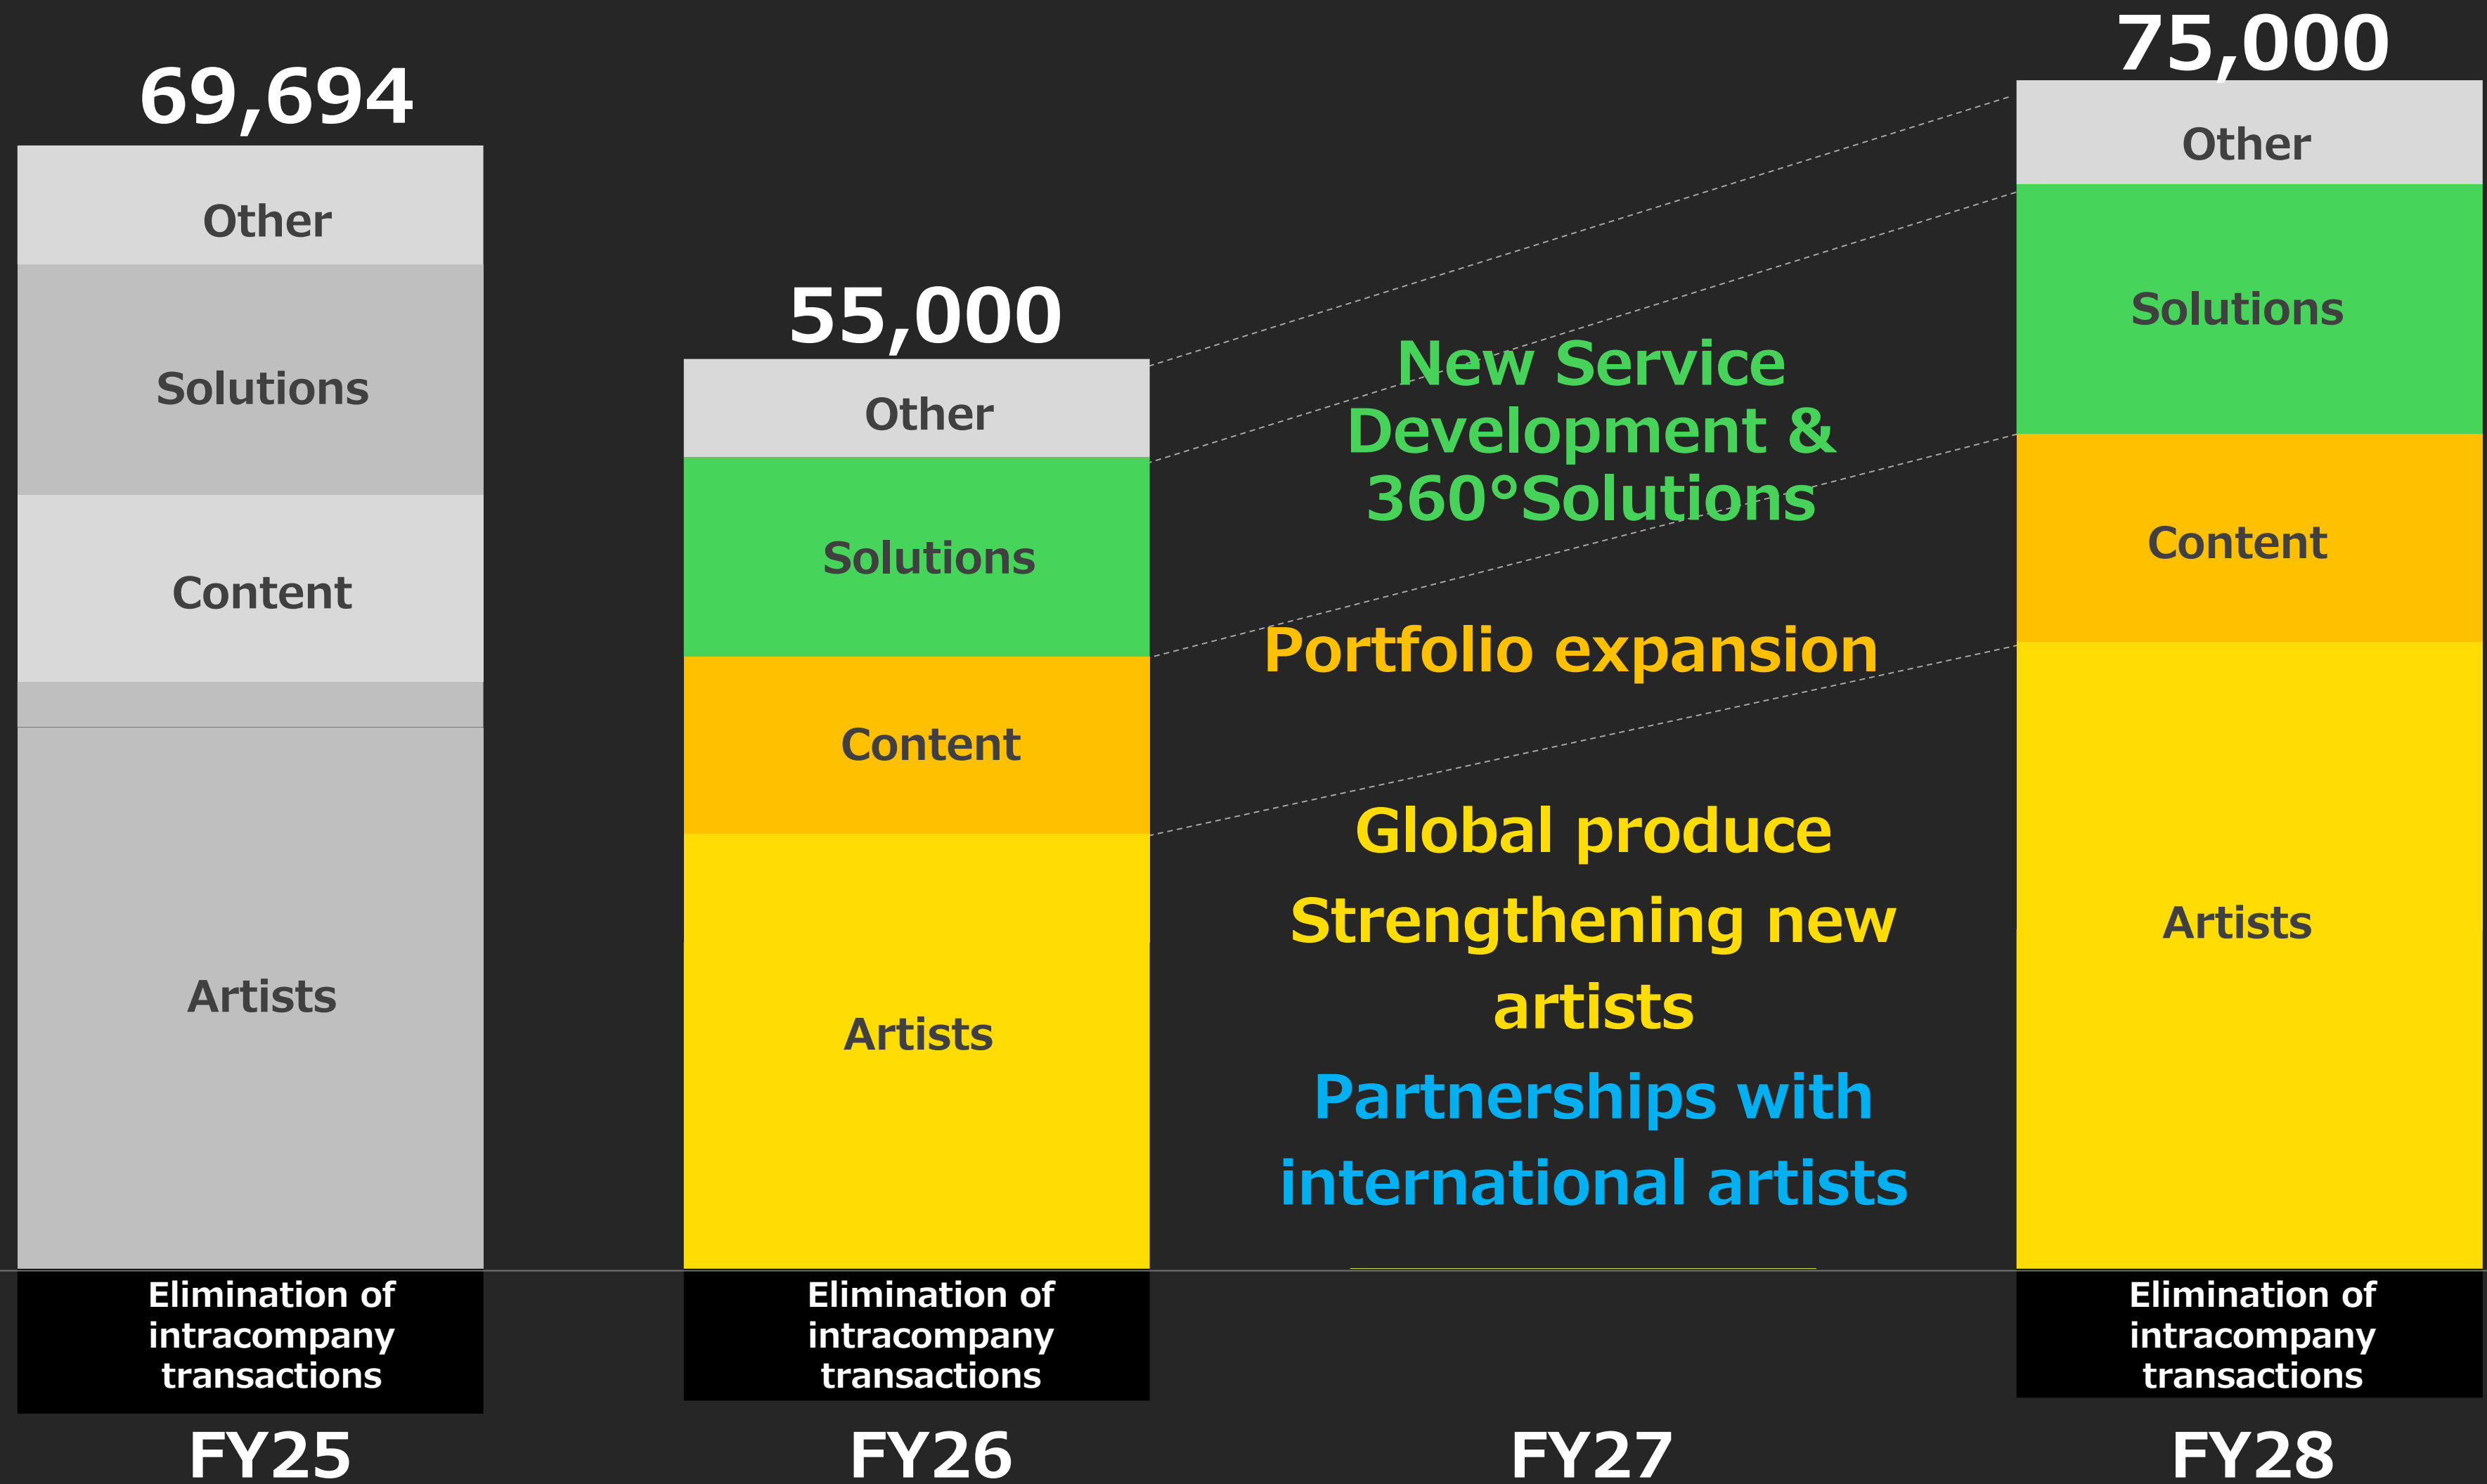 69,694
Other
Solutions
Content
Artists
Elimination of
intracompany
transactions
FY25
55,000
Other
Solutions
Content
Artists
Elimination of
intracompany
transactions
FY26
New Service
Development &
360°Solutions
Portfolio expansion
Global produce
Strengthening new
artists
Partnerships with
international artists
FY27
75,000
Other
Solutions
Content
Artists
Elimination of
intracompany
transactions
FY28